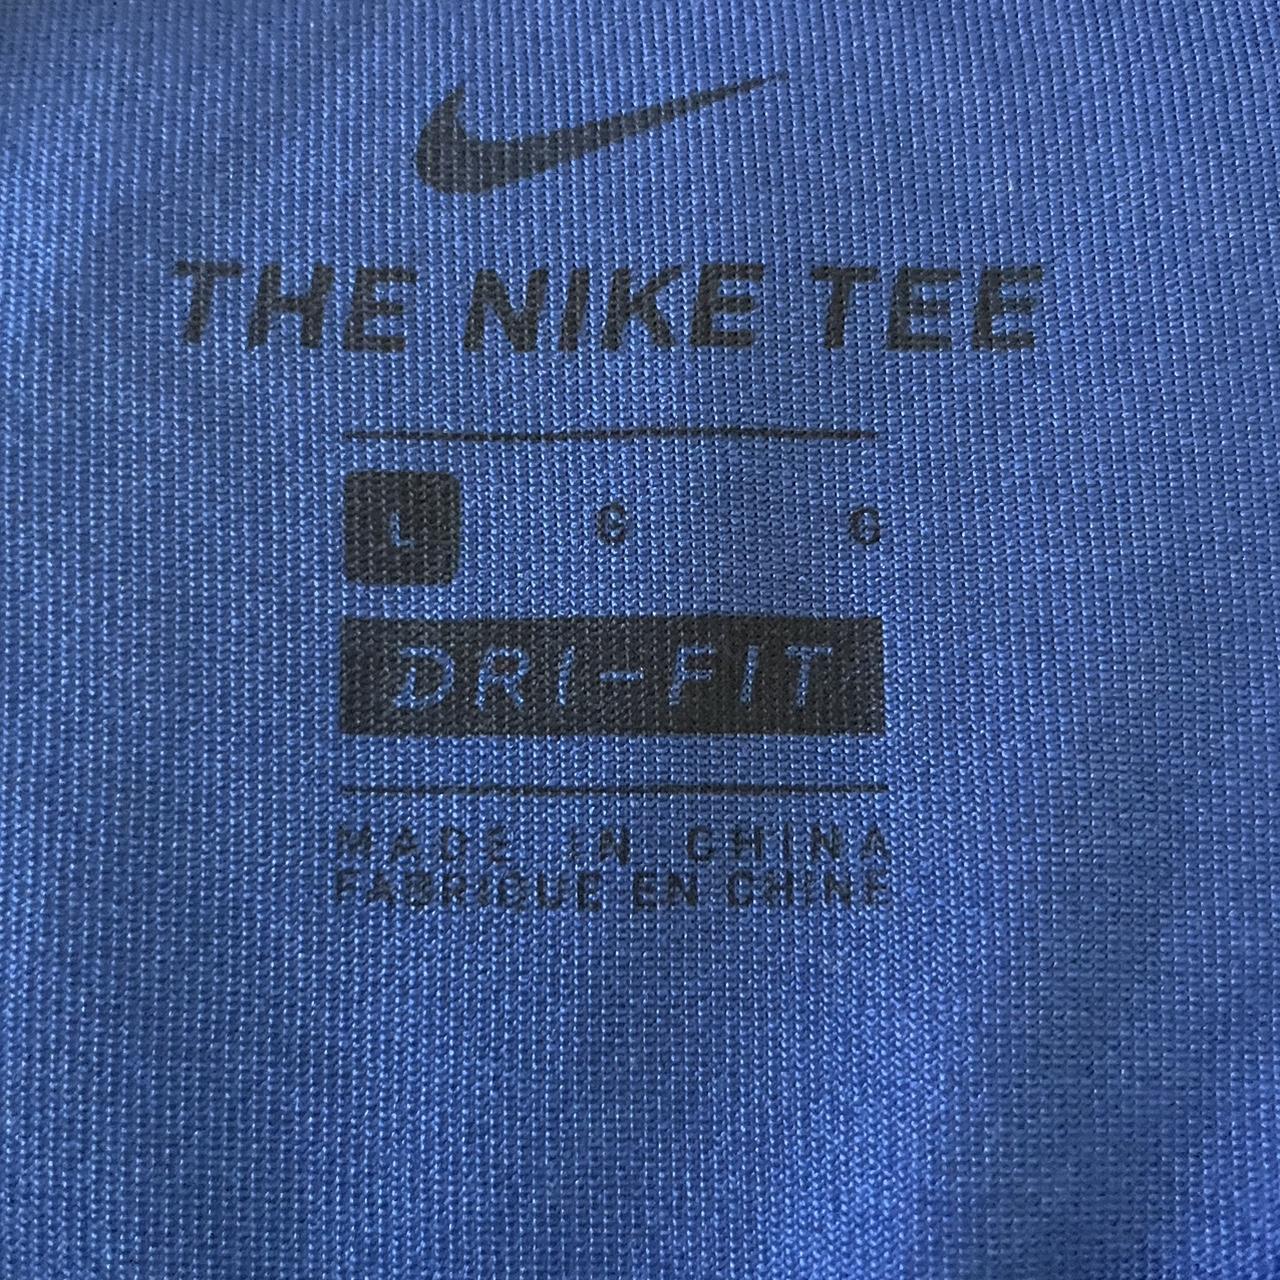 THE NIKE TEE
L G G
DRI-FIT
MADE IN CHINA
FABRIQUE EN CHINE